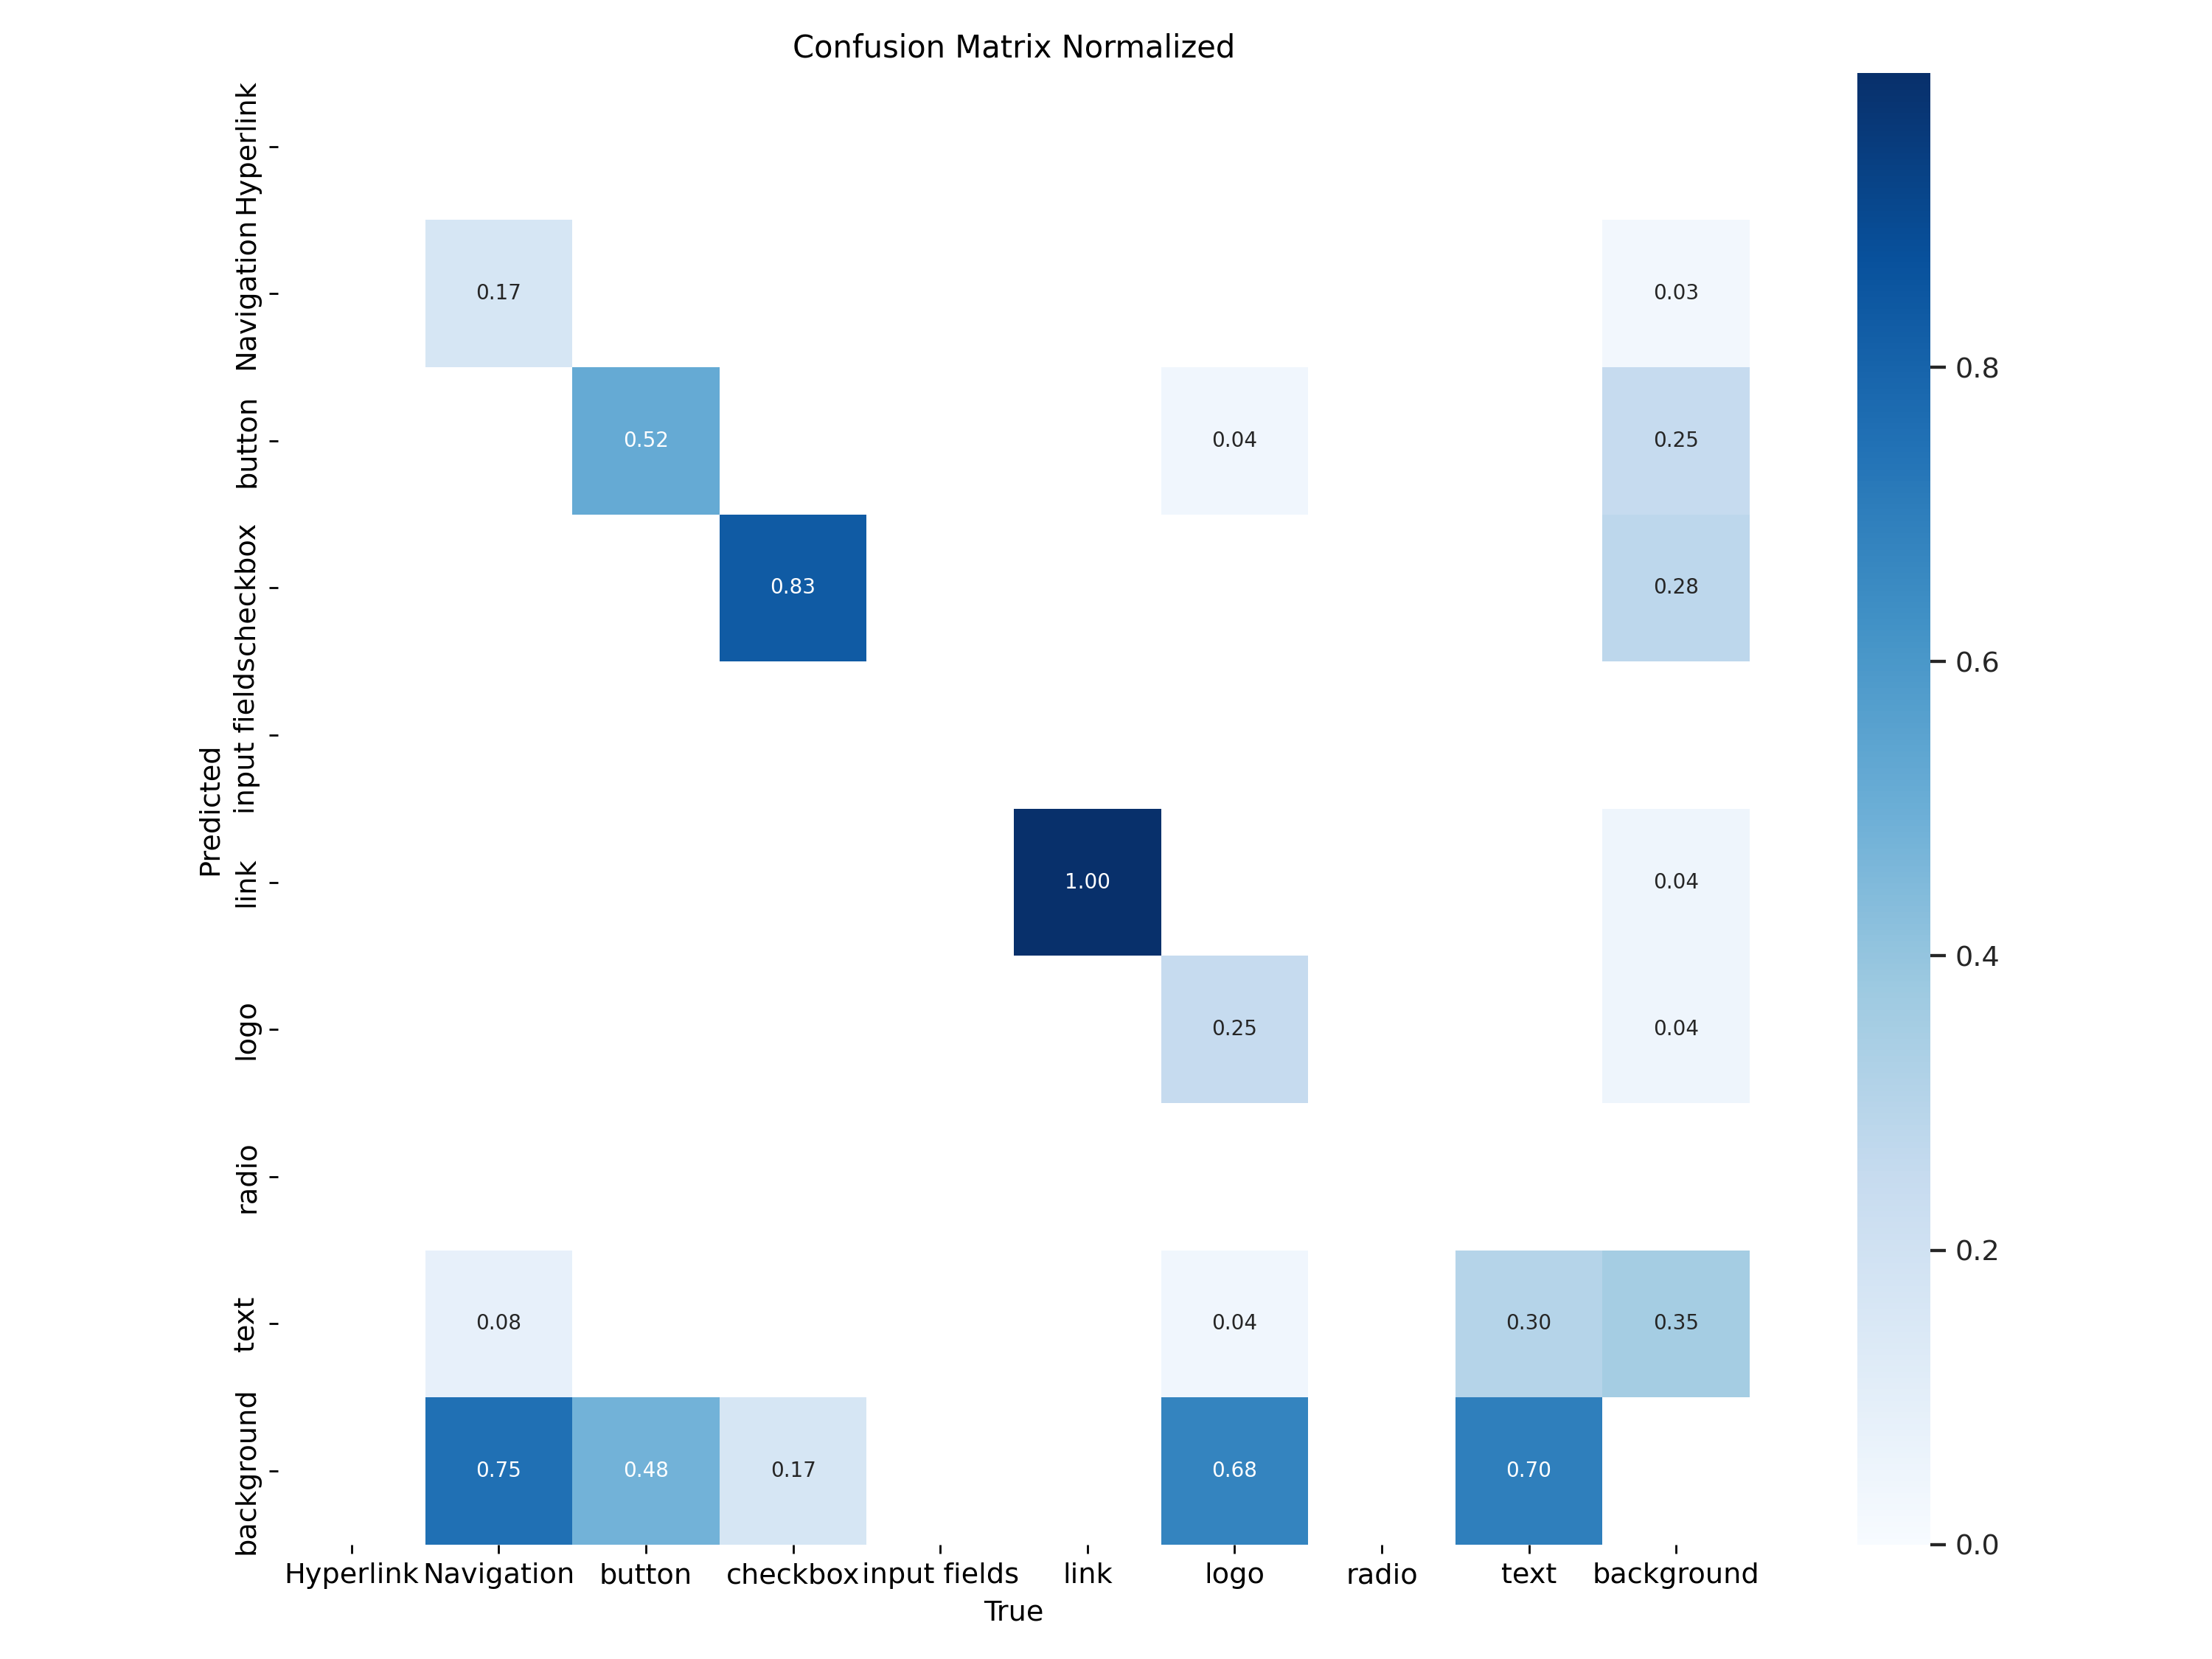 Confusion Matrix Normalized
Hyperlink
Navigation
0.17
0.03
button
0.52
0.04
0.25
checkbox
0.83
0.28
input fields
link
1.00
0.04
logo
0.25
0.04
radio
text
0.08
0.04
0.30
0.35
background
0.75
0.48
0.17
0.68
0.70
Predicted
Hyperlink Navigation button checkbox input fields link logo radio text background
True
0.8
0.6
0.4
0.2
0.0